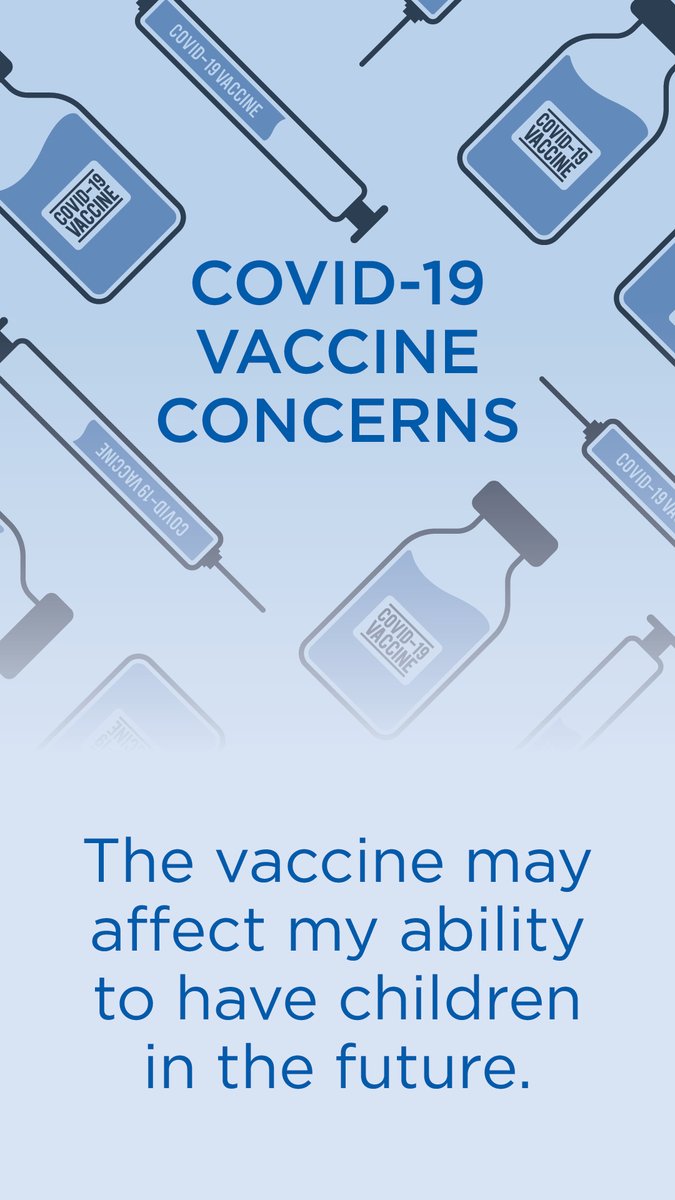 COVID-19 VACCINE
COVID-19
VACCINE
COVID-19
VACCINE
COVID-19
VACCINE
CONCERNS
COVID-19 VACCINE
COVID-19 VA
COVID-19
VACCINE
VACCINE
The vaccine may
affect my ability
to have children
in the future.